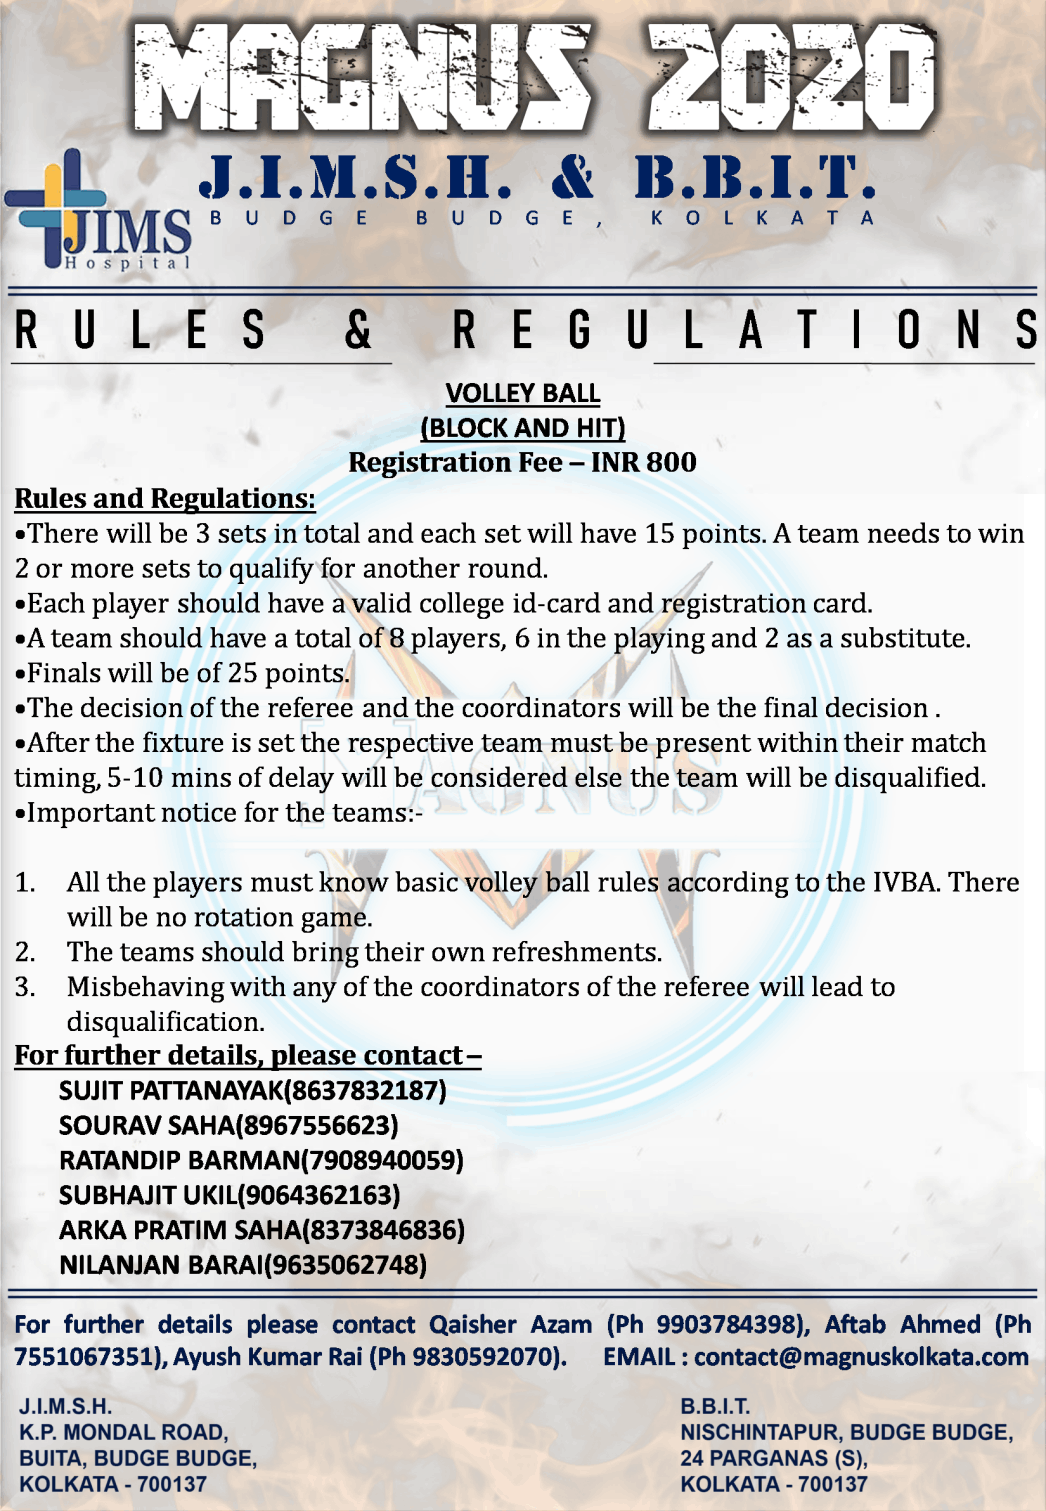 MAGNUS 2020
J.I.M.S.H. & B.B.I.T.
BUDGE BUDGE, KOLKATA
JIMS
Hospital
RULES & REGULATIONS
VOLLEY BALL
(BLOCK AND HIT)
Registration Fee – INR 800
Rules and Regulations:
•There will be 3 sets in total and each set will have 15 points. A team needs to win
2 or more sets to qualify for another round.
•Each player should have a valid college id-card and registration card.
•A team should have a total of 8 players, 6 in the playing and 2 as a substitute.
•Finals will be of 25 points.
•The decision of the referee and the coordinators will be the final decision .
•After the fixture is set the respective team must be present within their match
timing, 5-10 mins of delay will be considered else the team will be disqualified.
MAGNUS
•Important notice for the teams:-
1. All the players must know basic volley ball rules according to the IVBA. There
will be no rotation game.
2. The teams should bring their own refreshments.
3. Misbehaving with any of the coordinators of the referee will lead to
disqualification.
For further details, please contact–
SUJIT PATTANAYAK(8637832187)
SOURAV SAHA(8967556623)
RATANDIP BARMAN(7908940059)
SUBHAJIT UKIL(9064362163)
ARKA PRATIM SAHA(8373846836)
NILANJAN BARAI(9635062748)
For further details please contact Qaisher Azam (Ph 9903784398), Aftab Ahmed (Ph
7551067351), Ayush Kumar Rai (Ph 9830592070). EMAIL : contact@magnuskolkata.com
J.I.M.S.H.
K.P. MONDAL ROAD,
BUITA, BUDGE BUDGE,
KOLKATA - 700137
B.B.I.T.
NISCHINTAPUR, BUDGE BUDGE,
24 PARGANAS (S),
KOLKATA - 700137